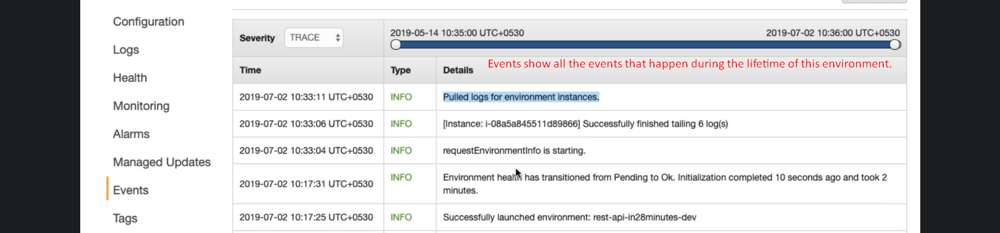 Configuration
Logs
Health
Monitoring
Alarms
Managed Updates
Events
Tags
Severity TRACE 2019-05-14 10:35:00 UTC+0530 2019-07-02 10:36:00 UTC+0530
Events show all the events that happen during the lifetime of this environment.
Time Type Details
2019-07-02 10:33:11 UTC+0530 INFO Pulled logs for environment instances.
2019-07-02 10:33:06 UTC+0530 INFO [Instance: i-08a5a845511d89866] Successfully finished tailing 6 log(s)
2019-07-02 10:33:04 UTC+0530 INFO requestEnvironmentInfo is starting.
2019-07-02 10:17:31 UTC+0530 INFO Environment health has transitioned from Pending to Ok. Initialization completed 10 seconds ago and took 2
minutes.
2019-07-02 10:17:25 UTC+0530 INFO Successfully launched environment: rest-api-in28minutes-dev